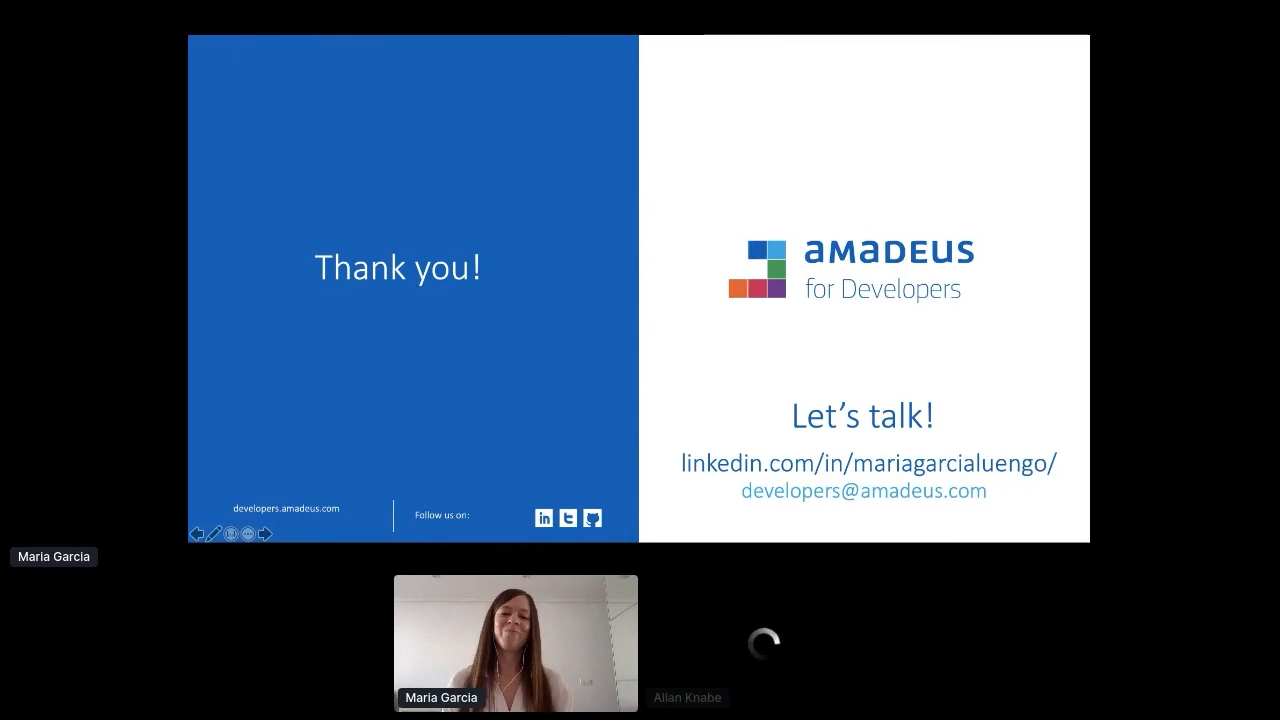 Thank you!
developers.amadeus.com
Follow us on:
amadeus
for Developers
Let’s talk!
linkedin.com/in/mariagarcialuengo/
developers@amadeus.com
Maria Garcia
Maria Garcia
Allan Knabe